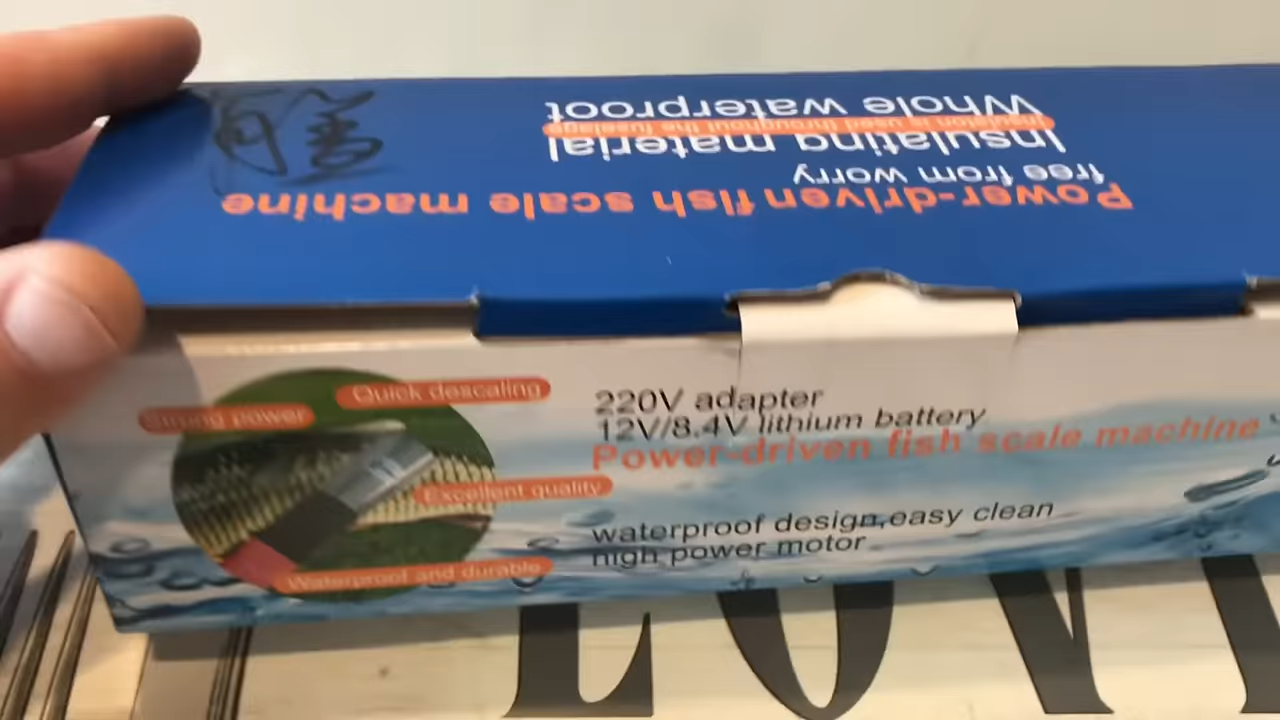 Power-driven fish scale machine
free from worry
Insulating material
Insulation is used throughout the fuselage
Whole waterproof
Quick descaling
Strong power
Excellent quality
Waterproof and durable
220V adapter
12V/8.4V lithium battery
Power-driven fish scale machine
waterproof design,easy clean
high power motor
LOV